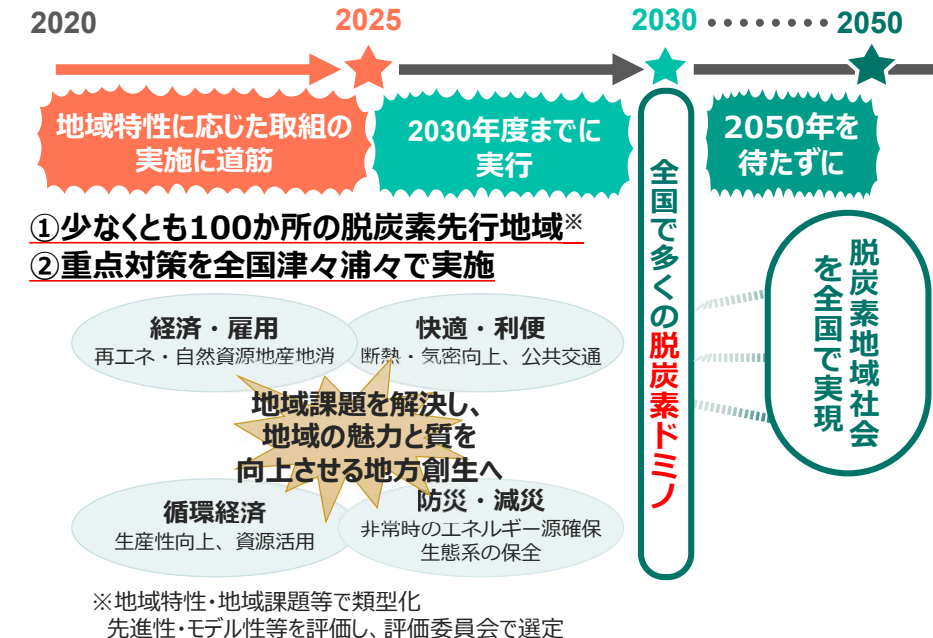 2020
2025
2030 ・・・・・・・・ 2050
地域特性に応じた取組の
実施に道筋
2030年度までに
実行
2050年を
待たずに
①少なくとも100か所の脱炭素先行地域※
②重点対策を全国津々浦々で実施
経済・雇用
再エネ・自然資源地産地消
快適・利便
断熱・気密向上、公共交通
地域課題を解決し、
地域の魅力と質を
向上させる地方創生へ
循環経済
生産性向上、資源活用
防災・減災
非常時のエネルギー源確保
生態系の保全
全国で多くの脱炭素ドミノ
脱炭素地域社会
を全国で実現
※地域特性・地域課題等で類型化
先進性・モデル性等を評価し、評価委員会で選定